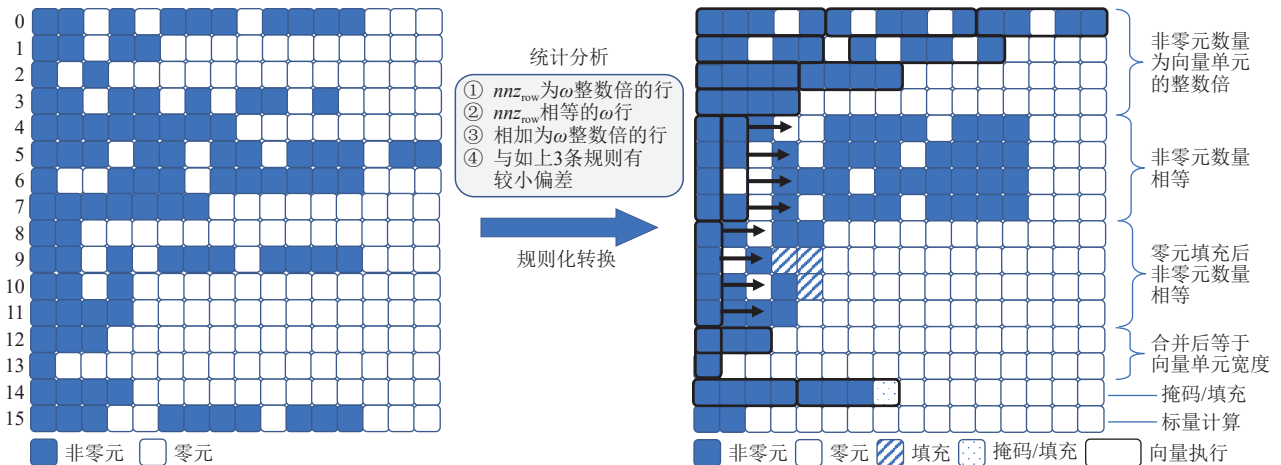 0
1
2
3
4
5
6
7
8
9
10
11
12
13
14
15
非零元
零元
统计分析
① nnz_row为ω整数倍的行
② nnz_row相等的ω行
③ 相加为ω整数倍的行
④ 与如上3条规则有
较小偏差
规则化转换
非零元数量
为向量单元
的整数倍
非零元数量
相等
零元填充后
非零元数量
相等
合并后等于
向量单元宽度
掩码/填充
标量计算
非零元
零元
填充
掩码/填充
向量执行